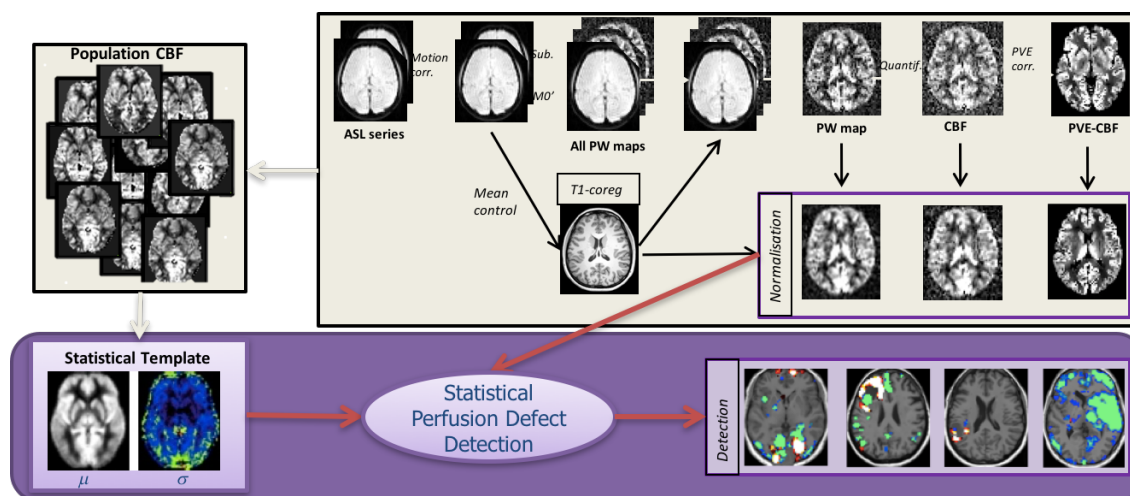 Population CBF
Motion
corr.
Sub.
M0'
Quantif.
PVE
corr.
ASL series
All PW maps
PW map
CBF
PVE-CBF
Mean
control
T1-coreg
Normalisation
Statistical Template
μ
σ
Statistical
Perfusion Defect
Detection
Detection